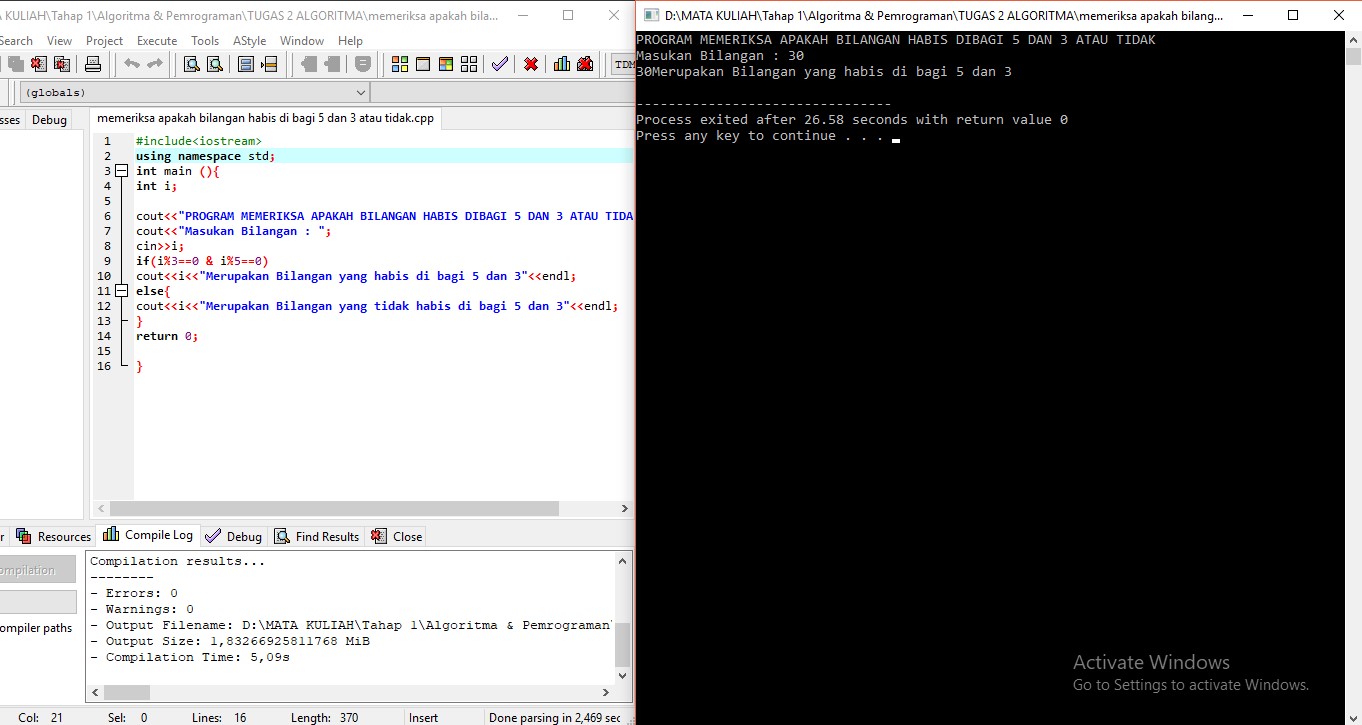 A KULIAH\Tahap 1\Algoritma & Pemrograman\TUGAS 2 ALGORITMA\memeriksa apakah bila...
Search View Project Execute Tools AStyle Window Help
TDM
(globals)
sses Debug
memeriksa apakah bilangan habis di bagi 5 dan 3 atau tidak.cpp
1 #include<iostream>
2 using namespace std;
3 int main (){
4 int i;
5
6 cout<<"PROGRAM MEMERIKSA APAKAH BILANGAN HABIS DIBAGI 5 DAN 3 ATAU TIDA
7 cout<<"Masukan Bilangan : ";
8 cin>>i;
9 if(i%3==0 & i%5==0)
10 cout<<i<<"Merupakan Bilangan yang habis di bagi 5 dan 3"<<endl;
11 else{
12 cout<<i<<"Merupakan Bilangan yang tidak habis di bagi 5 dan 3"<<endl;
13 }
14 return 0;
15
16 }
r Resources Compile Log Debug Find Results Close
ompilation
ompiler paths
Compilation results...
--------
- Errors: 0
- Warnings: 0
- Output Filename: D:\MATA KULIAH\Tahap 1\Algoritma & Pemrograman\
- Output Size: 1,83266925811768 MiB
- Compilation Time: 5,09s
Col: 21 Sel: 0 Lines: 16 Length: 370 Insert Done parsing in 2,469 sec
D:\MATA KULIAH\Tahap 1\Algoritma & Pemrograman\TUGAS 2 ALGORITMA\memeriksa apakah bilang...
PROGRAM MEMERIKSA APAKAH BILANGAN HABIS DIBAGI 5 DAN 3 ATAU TIDAK
Masukan Bilangan : 30
30Merupakan Bilangan yang habis di bagi 5 dan 3
--------------------------------
Process exited after 26.58 seconds with return value 0
Press any key to continue . . .
Activate Windows
Go to Settings to activate Windows.